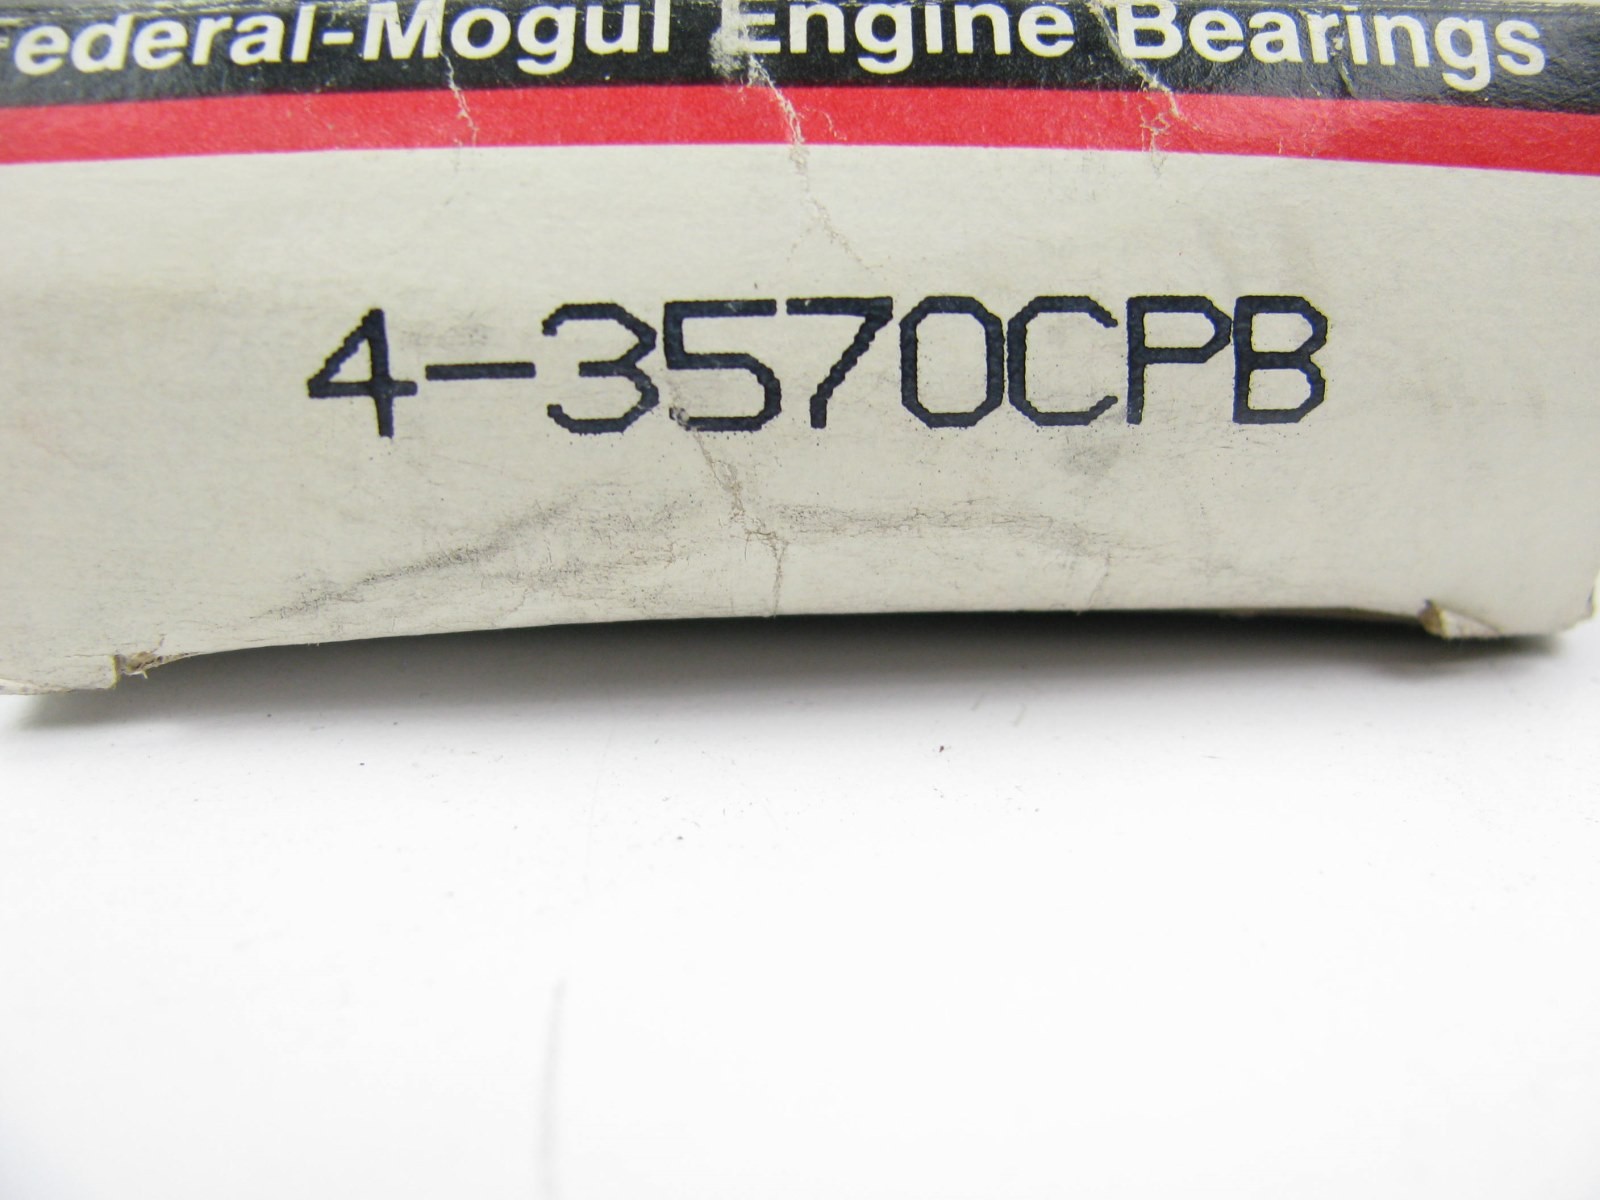 Federal-Mogul Engine Bearings
4-3570CPB